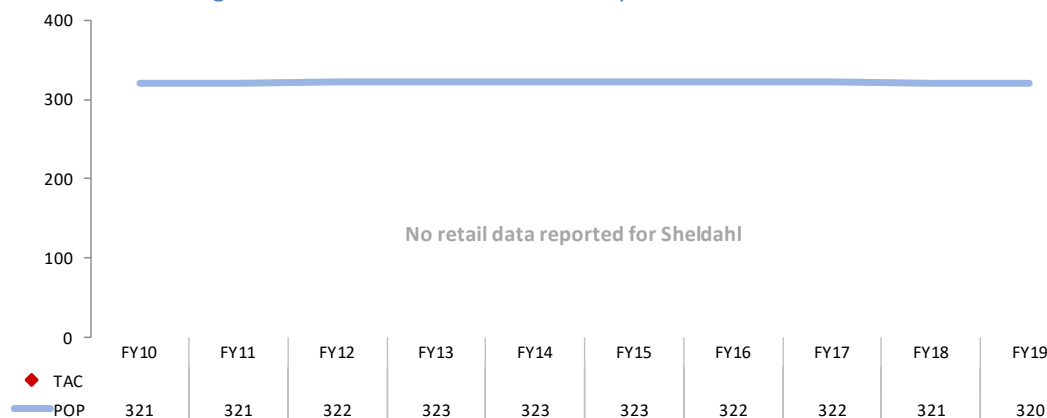 400
300
200
100
0
No retail data reported for Sheldahl
FY10 FY11 FY12 FY13 FY14 FY15 FY16 FY17 FY18 FY19
TAC
POP 321 321 322 323 323 323 322 322 321 320